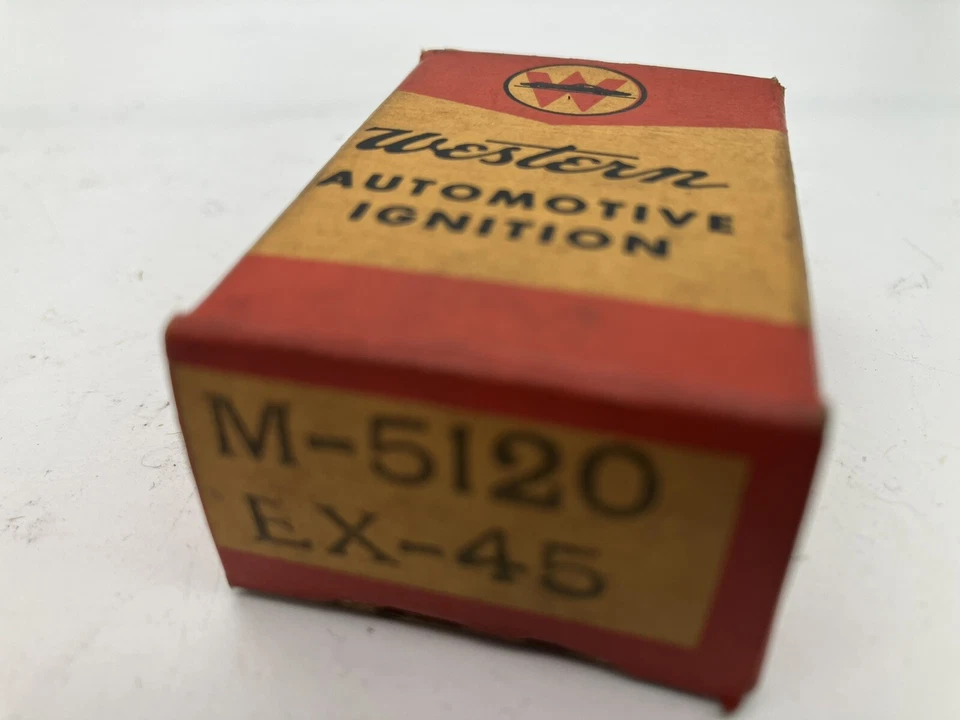 W
Western
AUTOMOTIVE
IGNITION
M-5120
EX-45